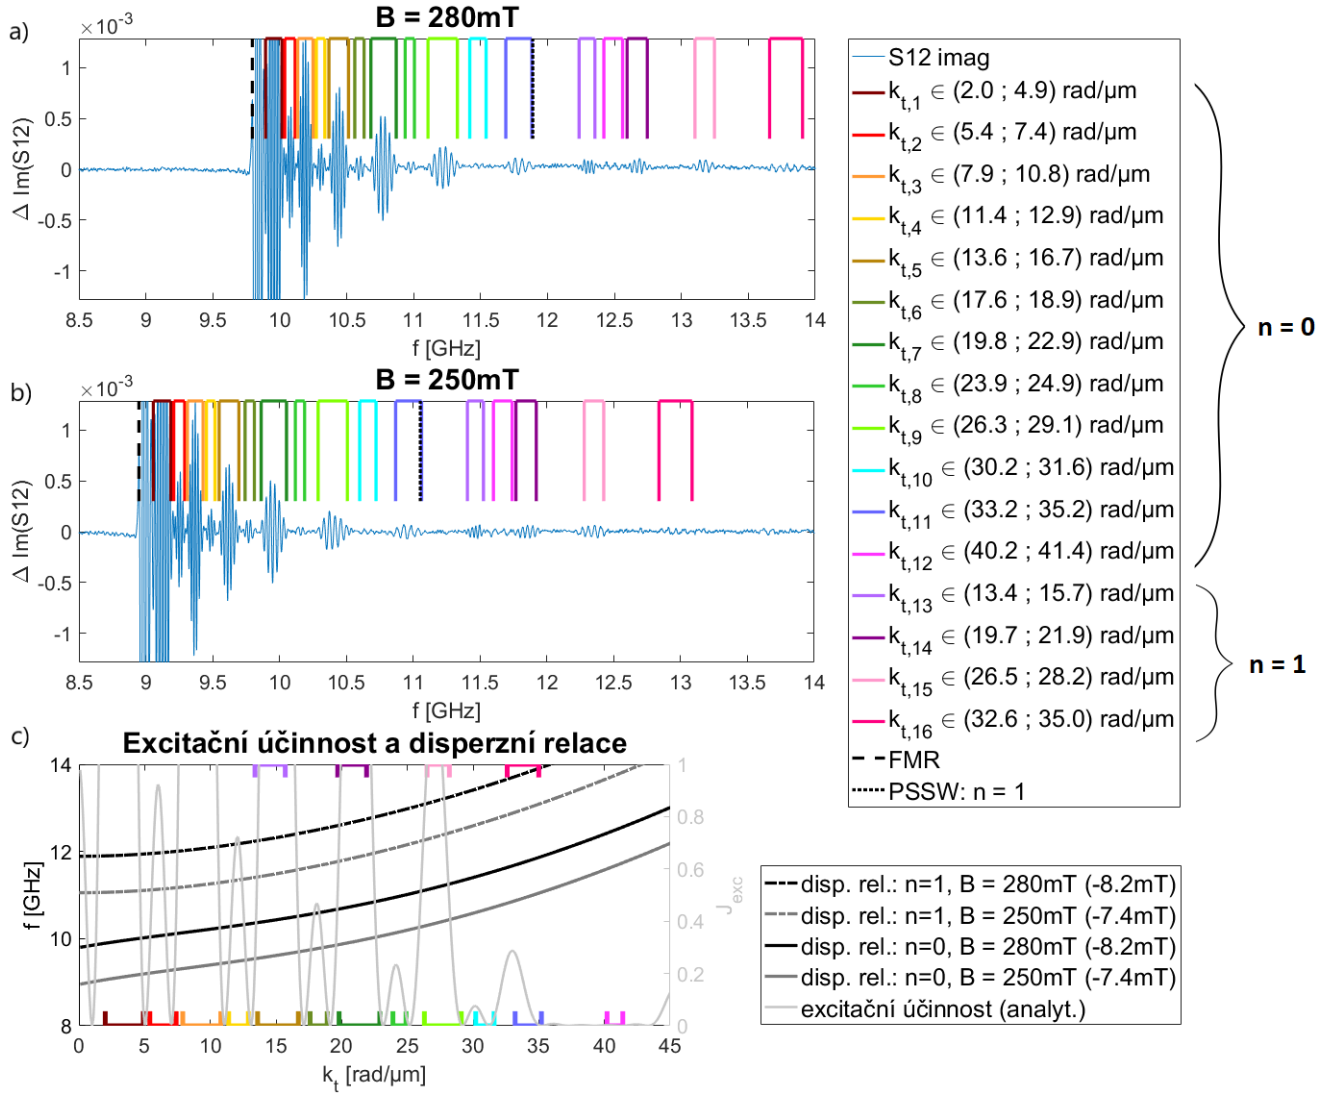 a)
B = 280mT
×10⁻³
1
0.5
0
-0.5
-1
Δ Im(S12)
8.5 9 9.5 10 10.5 11 11.5 12 12.5 13 13.5 14
f [GHz]
b)
B = 250mT
×10⁻³
1
0.5
0
-0.5
-1
Δ Im(S12)
8.5 9 9.5 10 10.5 11 11.5 12 12.5 13 13.5 14
f [GHz]
c)
Excitační účinnost a disperzní relace
14
12
10
8
f [GHz]
1
0.8
0.6
0.4
0.2
0
J_exc
0 5 10 15 20 25 30 35 40 45
k_t [rad/µm]
S12 imag
k_t,1 ∈ (2.0 ; 4.9) rad/µm
k_t,2 ∈ (5.4 ; 7.4) rad/µm
k_t,3 ∈ (7.9 ; 10.8) rad/µm
k_t,4 ∈ (11.4 ; 12.9) rad/µm
k_t,5 ∈ (13.6 ; 16.7) rad/µm
k_t,6 ∈ (17.6 ; 18.9) rad/µm
k_t,7 ∈ (19.8 ; 22.9) rad/µm
k_t,8 ∈ (23.9 ; 24.9) rad/µm
k_t,9 ∈ (26.3 ; 29.1) rad/µm
k_t,10 ∈ (30.2 ; 31.6) rad/µm
k_t,11 ∈ (33.2 ; 35.2) rad/µm
k_t,12 ∈ (40.2 ; 41.4) rad/µm
k_t,13 ∈ (13.4 ; 15.7) rad/µm
k_t,14 ∈ (19.7 ; 21.9) rad/µm
k_t,15 ∈ (26.5 ; 28.2) rad/µm
k_t,16 ∈ (32.6 ; 35.0) rad/µm
FMR
PSSW: n = 1
n = 0
n = 1
disp. rel.: n=1, B = 280mT (-8.2mT)
disp. rel.: n=1, B = 250mT (-7.4mT)
disp. rel.: n=0, B = 280mT (-8.2mT)
disp. rel.: n=0, B = 250mT (-7.4mT)
excitační účinnost (analyt.)